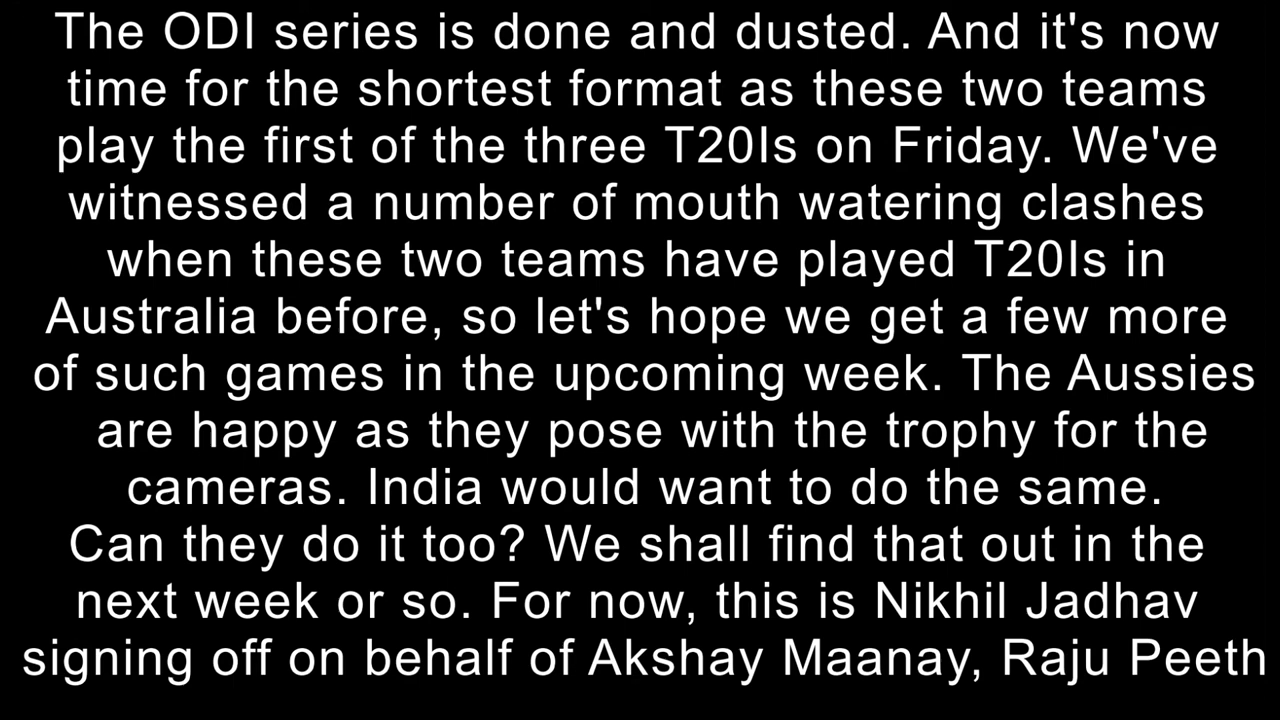 The ODI series is done and dusted. And it's now
time for the shortest format as these two teams
play the first of the three T20Is on Friday. We've
witnessed a number of mouth watering clashes
when these two teams have played T20Is in
Australia before, so let's hope we get a few more
of such games in the upcoming week. The Aussies
are happy as they pose with the trophy for the
cameras. India would want to do the same.
Can they do it too? We shall find that out in the
next week or so. For now, this is Nikhil Jadhav
signing off on behalf of Akshay Maanay, Raju Peeth